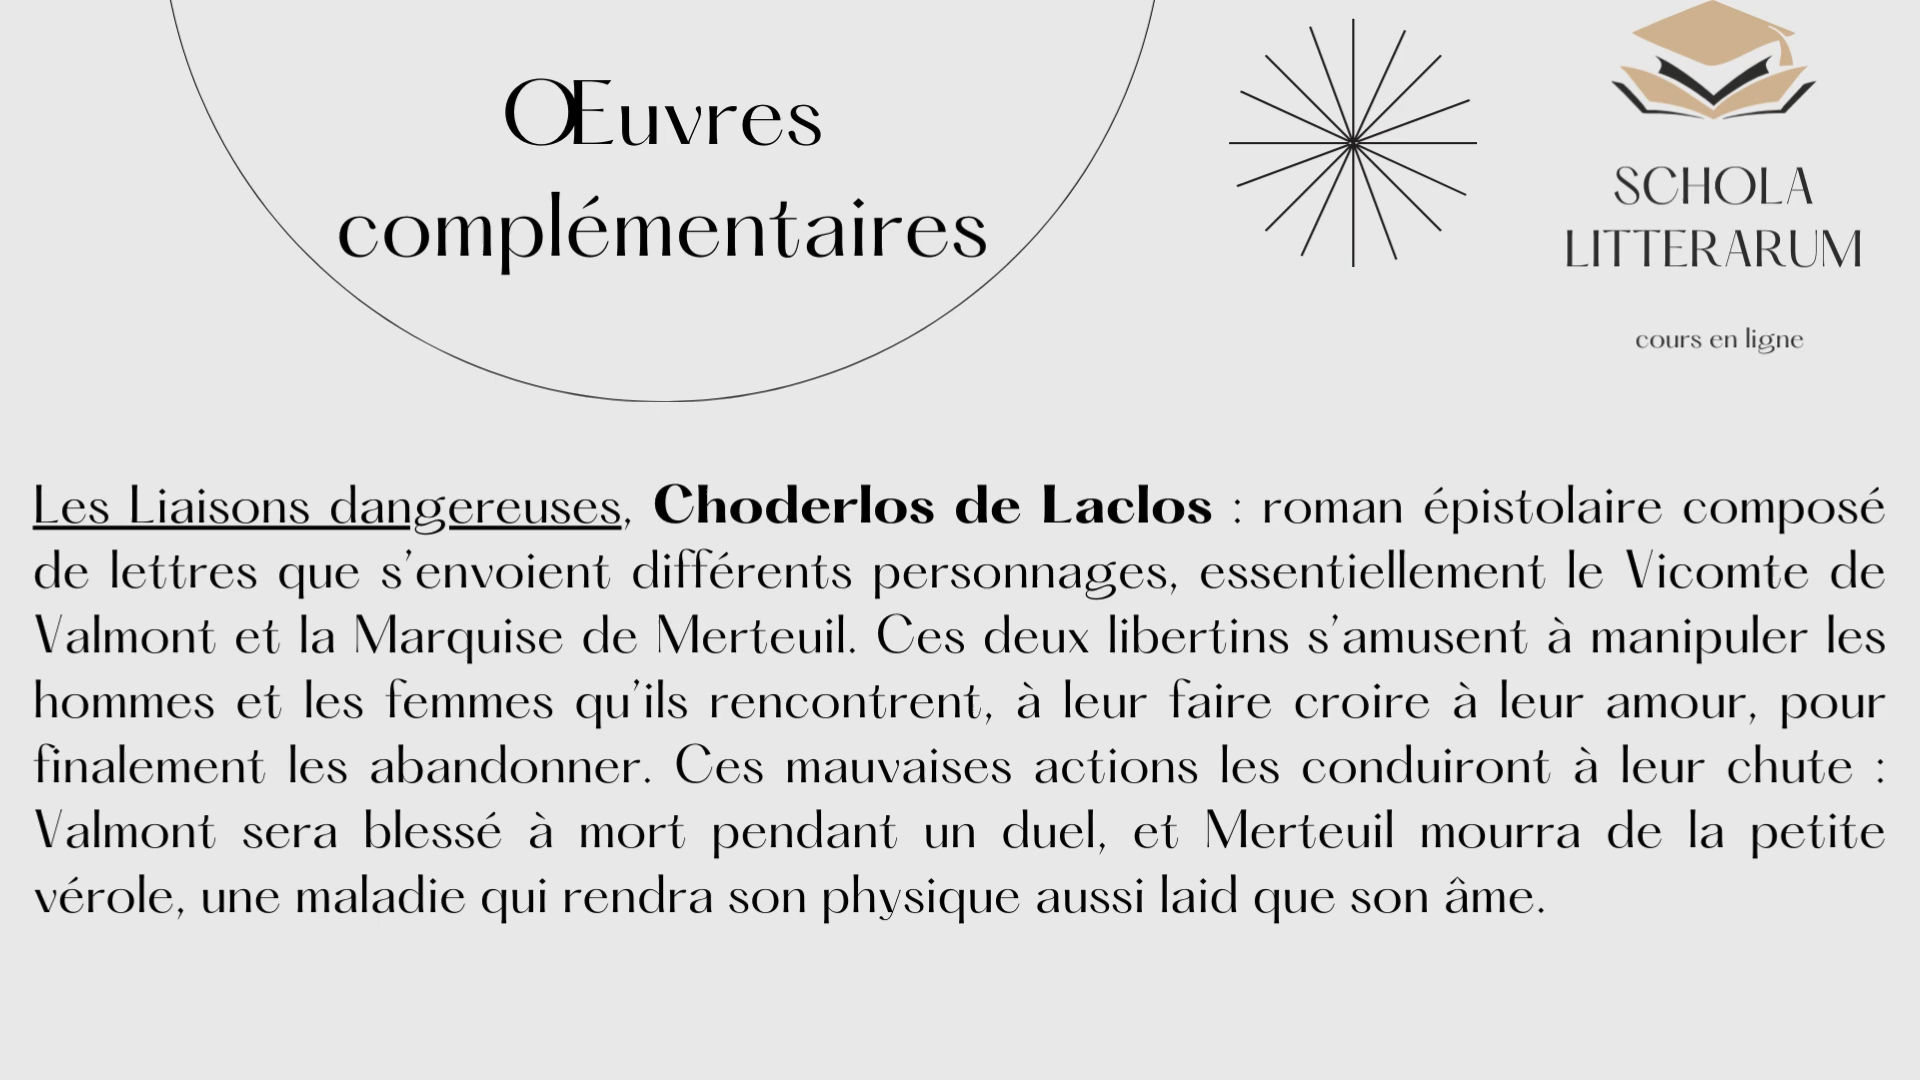 Œuvres
complémentaires
SCHOLA
LITTERARUM
cours en ligne
Les Liaisons dangereuses, Choderlos de Laclos : roman épistolaire composé
de lettres que s’envoient différents personnages, essentiellement le Vicomte de
Valmont et la Marquise de Merteuil. Ces deux libertins s’amusent à manipuler les
hommes et les femmes qu’ils rencontrent, à leur faire croire à leur amour, pour
finalement les abandonner. Ces mauvaises actions les conduiront à leur chute :
Valmont sera blessé à mort pendant un duel, et Merteuil mourra de la petite
vérole, une maladie qui rendra son physique aussi laid que son âme.